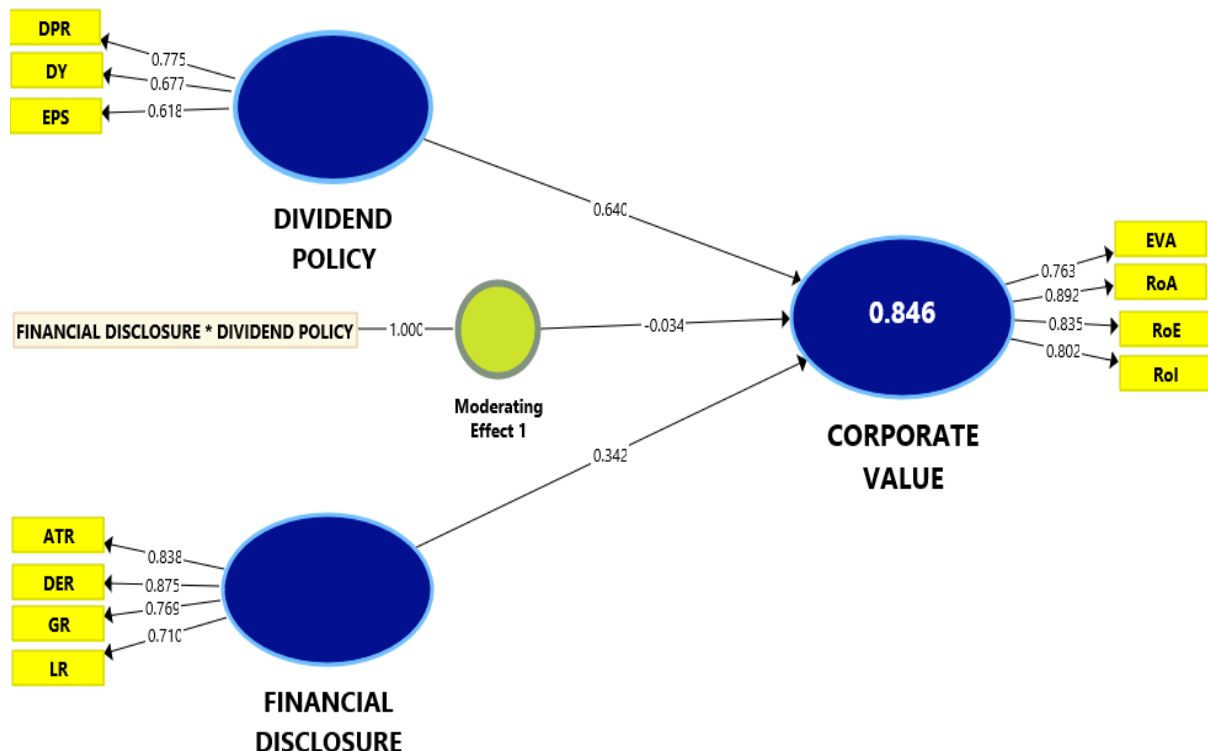 DPR
0.775
DY
0.677
EPS
0.618
DIVIDEND
POLICY
0.640
FINANCIAL DISCLOSURE * DIVIDEND POLICY
1.000
-0.034
Moderating
Effect 1
0.846
EVA
0.763
RoA
0.892
RoE
0.835
RoI
0.802
CORPORATE
VALUE
0.342
ATR
0.838
DER
0.875
GR
0.769
LR
0.710
FINANCIAL
DISCLOSURE